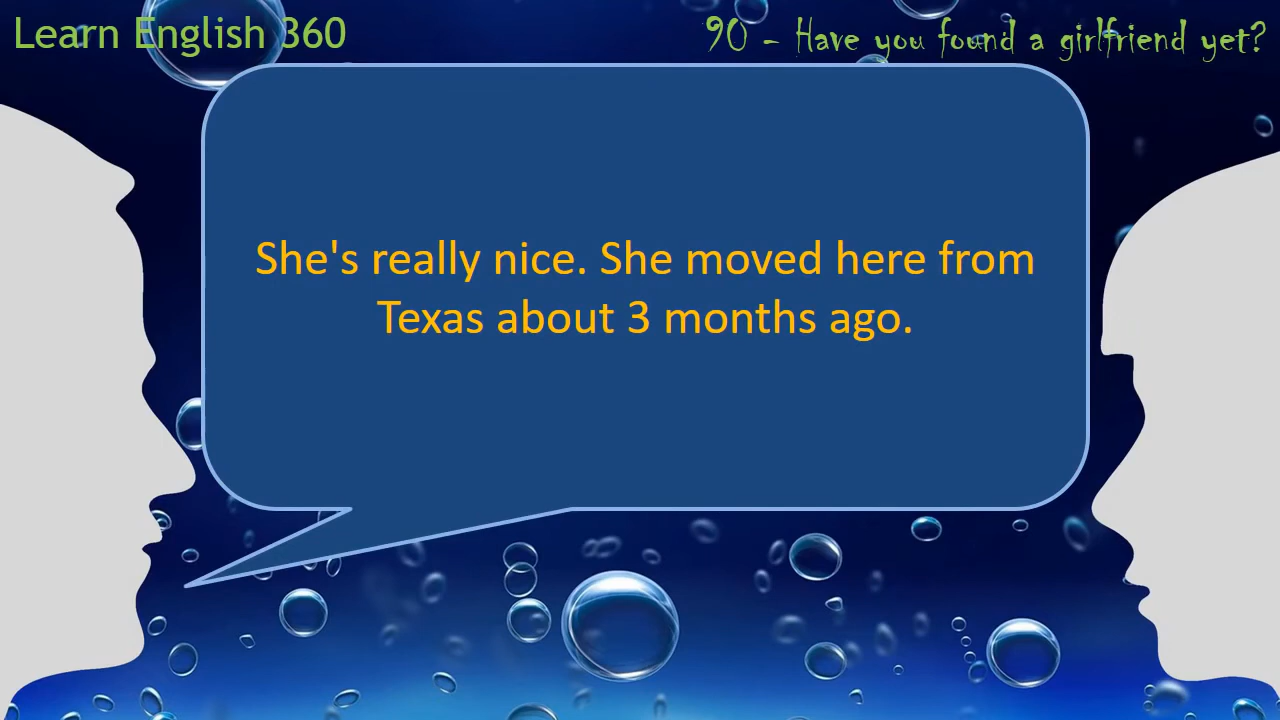 Learn English 360
90 - Have you found a girlfriend yet?
She's really nice. She moved here from
Texas about 3 months ago.